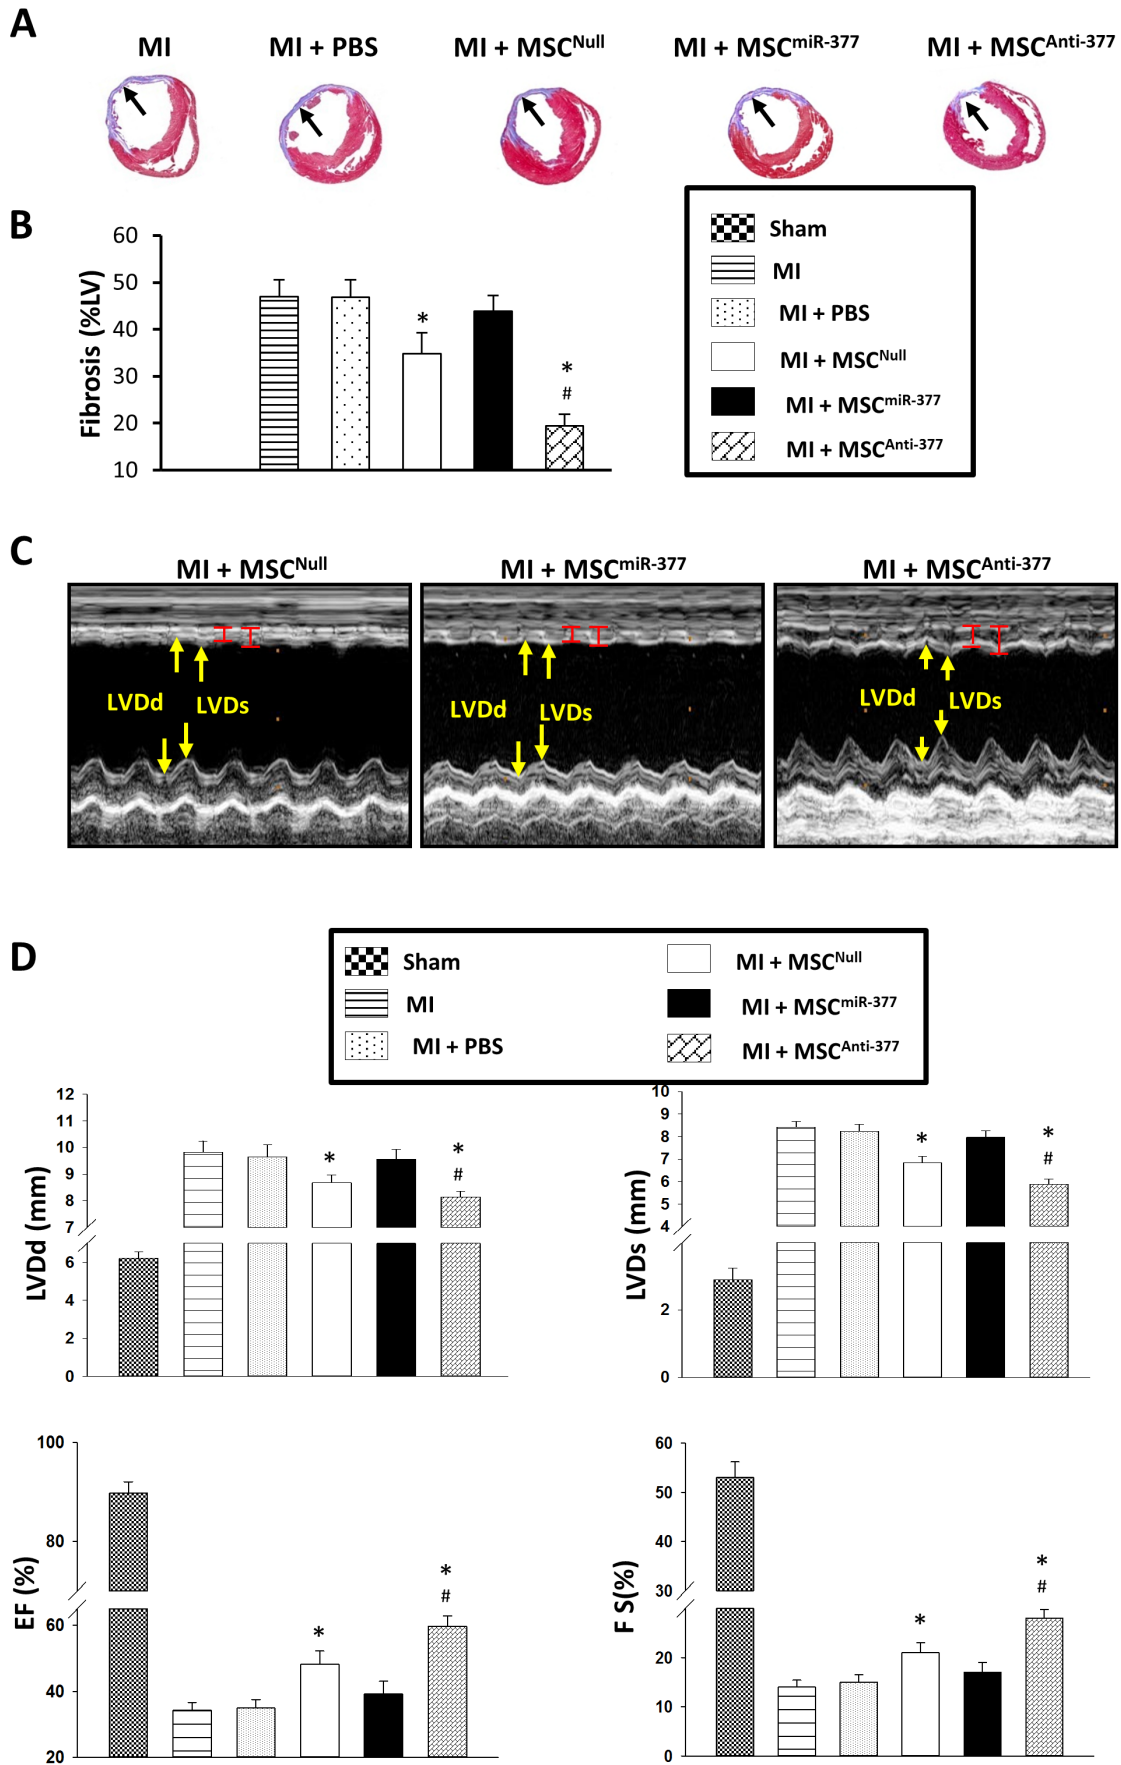 A
MI
MI + PBS
MI + MSCNull
MI + MSCmiR-377
MI + MSCAnti-377
B
Fibrosis (%LV)
60
50
40
30
20
10
*
*
#
Sham
MI
MI + PBS
MI + MSCNull
MI + MSCmiR-377
MI + MSCAnti-377
C
MI + MSCNull
MI + MSCmiR-377
MI + MSCAnti-377
LVDd
LVDs
LVDd
LVDs
LVDd
LVDs
D
Sham
MI
MI + PBS
MI + MSCNull
MI + MSCmiR-377
MI + MSCAnti-377
LVDd (mm)
12
11
10
9
8
7
6
4
2
0
*
*
#
LVDs (mm)
10
9
8
7
6
5
4
2
0
*
*
#
EF (%)
100
80
60
40
20
*
*
#
F S(%)
60
50
40
30
20
10
0
*
*
#